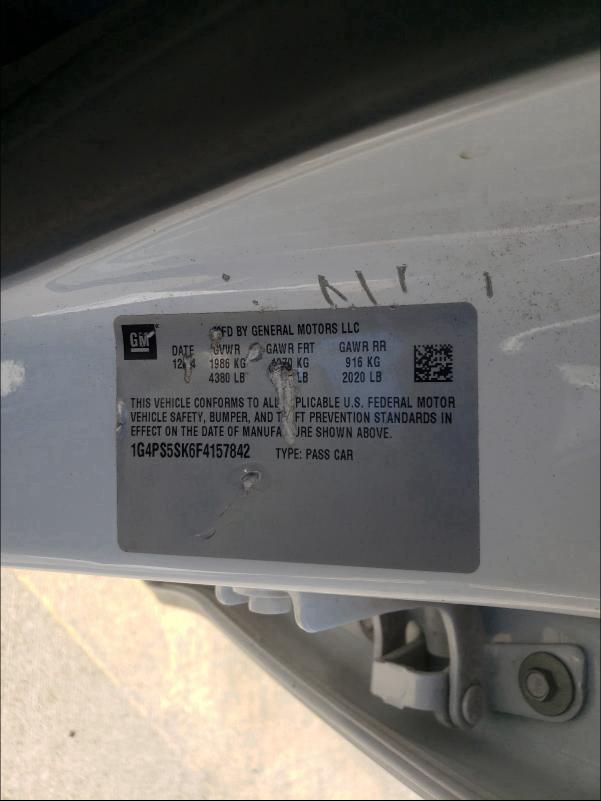 GM
MFD BY GENERAL MOTORS LLC
DATE GVWR GAWR FRT GAWR RR
1986 KG 916 KG
4380 LB LB 2020 LB
THIS VEHICLE CONFORMS TO ALL APPLICABLE U.S. FEDERAL MOTOR
VEHICLE SAFETY, BUMPER, AND THEFT PREVENTION STANDARDS IN
EFFECT ON THE DATE OF MANUFACTURE SHOWN ABOVE.
1G4PS5SK6F4157842 TYPE: PASS CAR